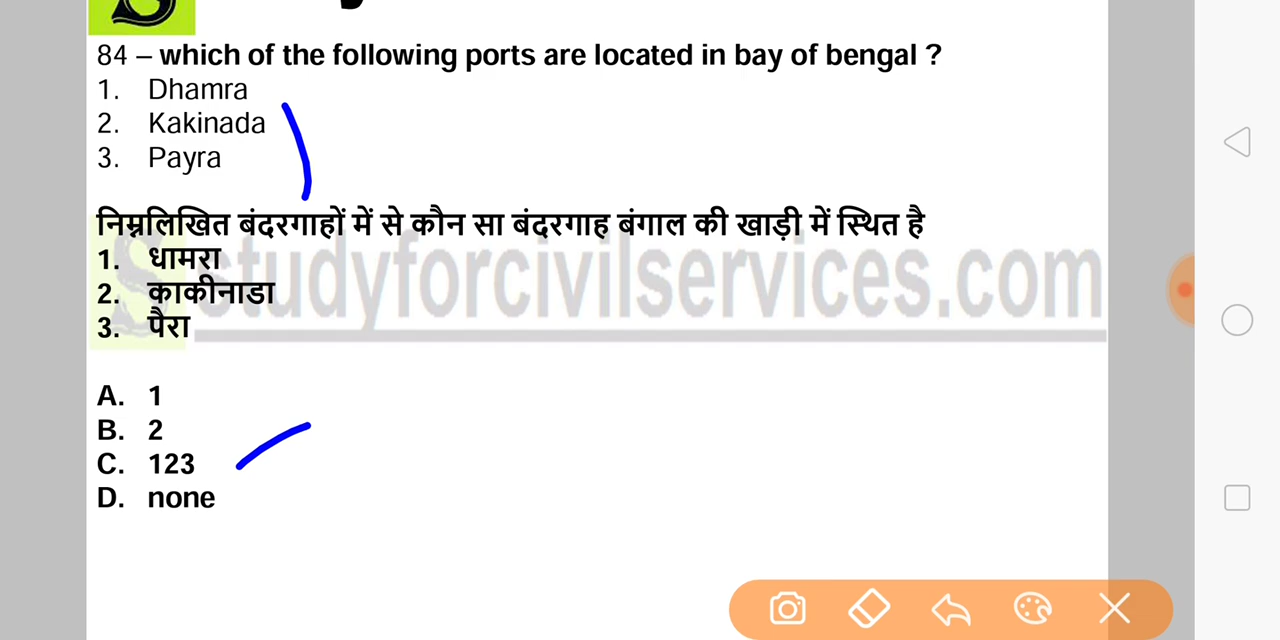 84 – which of the following ports are located in bay of bengal ?
1. Dhamra
2. Kakinada
3. Payra
निम्नलिखित बंदरगाहों में से कौन सा बंदरगाह बंगाल की खाड़ी में स्थित है
1. धामरा
2. काकीनाडा
3. पैरा
studyforcivilservices.com
A. 1
B. 2
C. 123
D. none